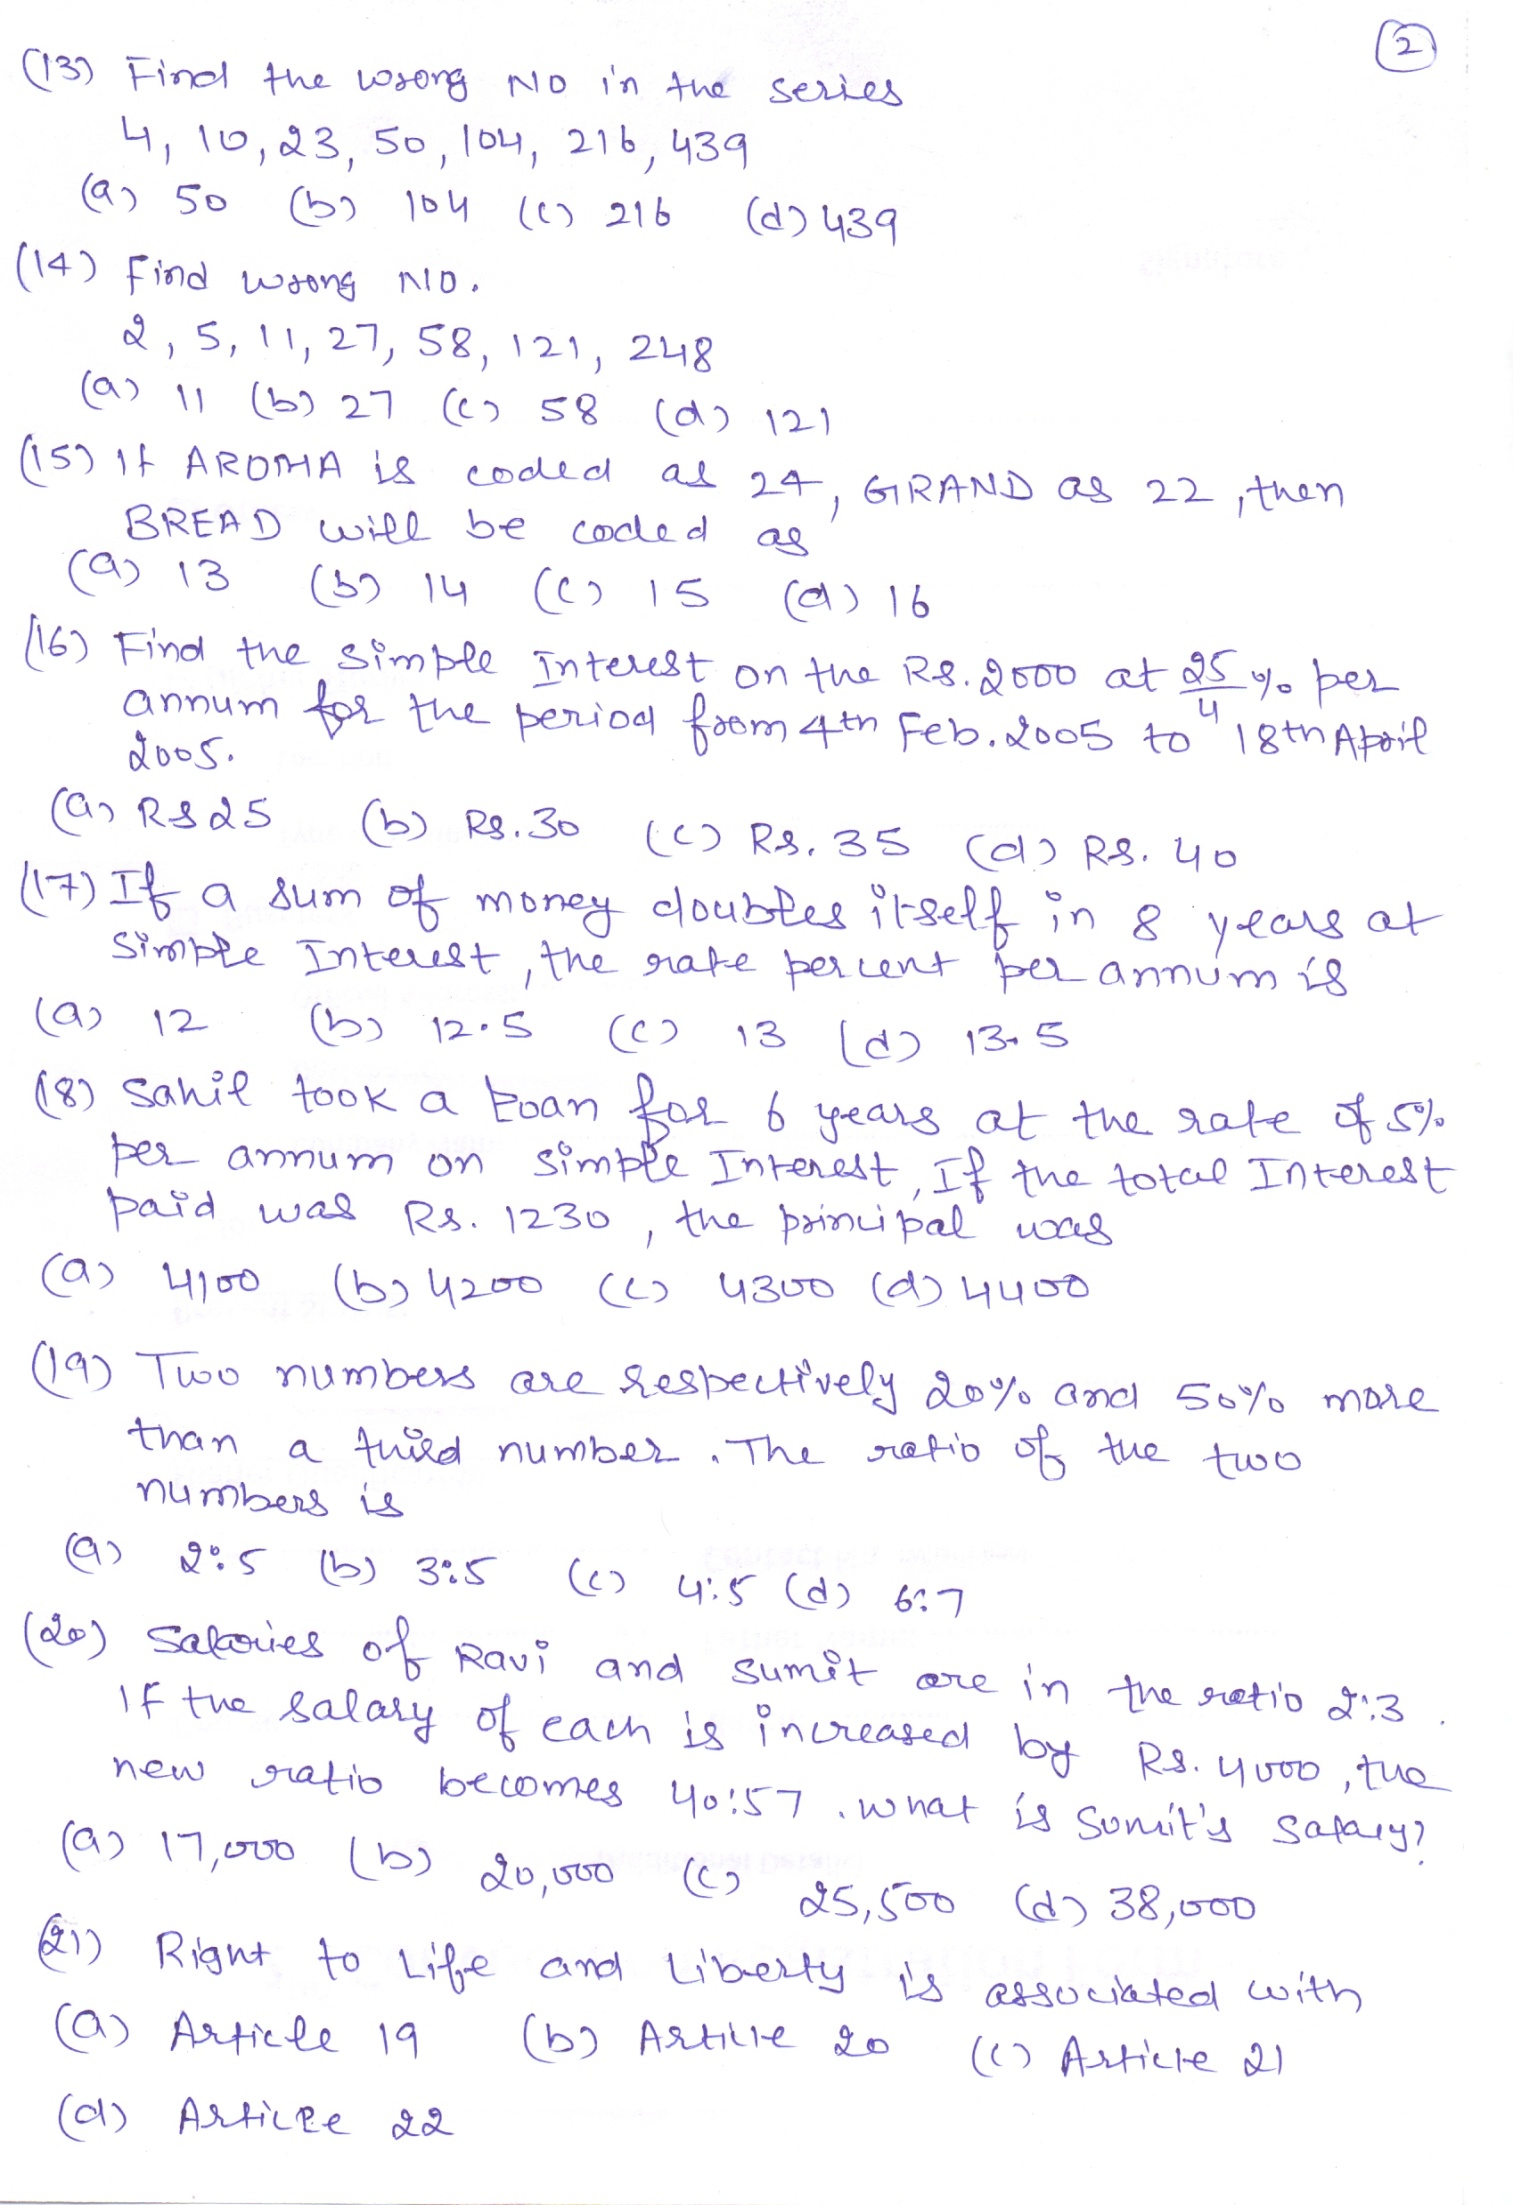 (2)
(13) Find the wrong NO in the series
4, 10, 23, 50, 104, 216, 439
(a) 50 (b) 104 (c) 216 (d) 439
(14) Find wrong NO.
2, 5, 11, 27, 58, 121, 248
(a) 11 (b) 27 (c) 58 (d) 121
(15) If AROMA is coded as 24, GRAND as 22, then
BREAD will be coded as
(a) 13 (b) 14 (c) 15 (d) 16
(16) Find the simple Interest on the Rs. 2000 at 25/4 % per
annum for the period from 4th Feb. 2005 to 18th April
2005.
(a) Rs 25 (b) Rs. 30 (c) Rs. 35 (d) Rs. 40
(17) If a sum of money doubles itself in 8 years at
simple Interest, the rate percent per annum is
(a) 12 (b) 12.5 (c) 13 (d) 13.5
(18) Sahil took a loan for 6 years at the rate of 5%
per annum on simple Interest, If the total Interest
paid was Rs. 1230, the principal was
(a) 4100 (b) 4200 (c) 4300 (d) 4400
(19) Two numbers are respectively 20% and 50% more
than a third number. The ratio of the two
numbers is
(a) 2:5 (b) 3:5 (c) 4:5 (d) 6:7
(20) Salaries of Ravi and Sumit are in the ratio 2:3.
If the salary of each is increased by Rs. 4000, the
new ratio becomes 40:57. What is Sumit's Salary?
(a) 17,000 (b) 20,000 (c) 25,500 (d) 38,000
(21) Right to Life and Liberty is associated with
(a) Article 19 (b) Article 20 (c) Article 21
(d) Article 22